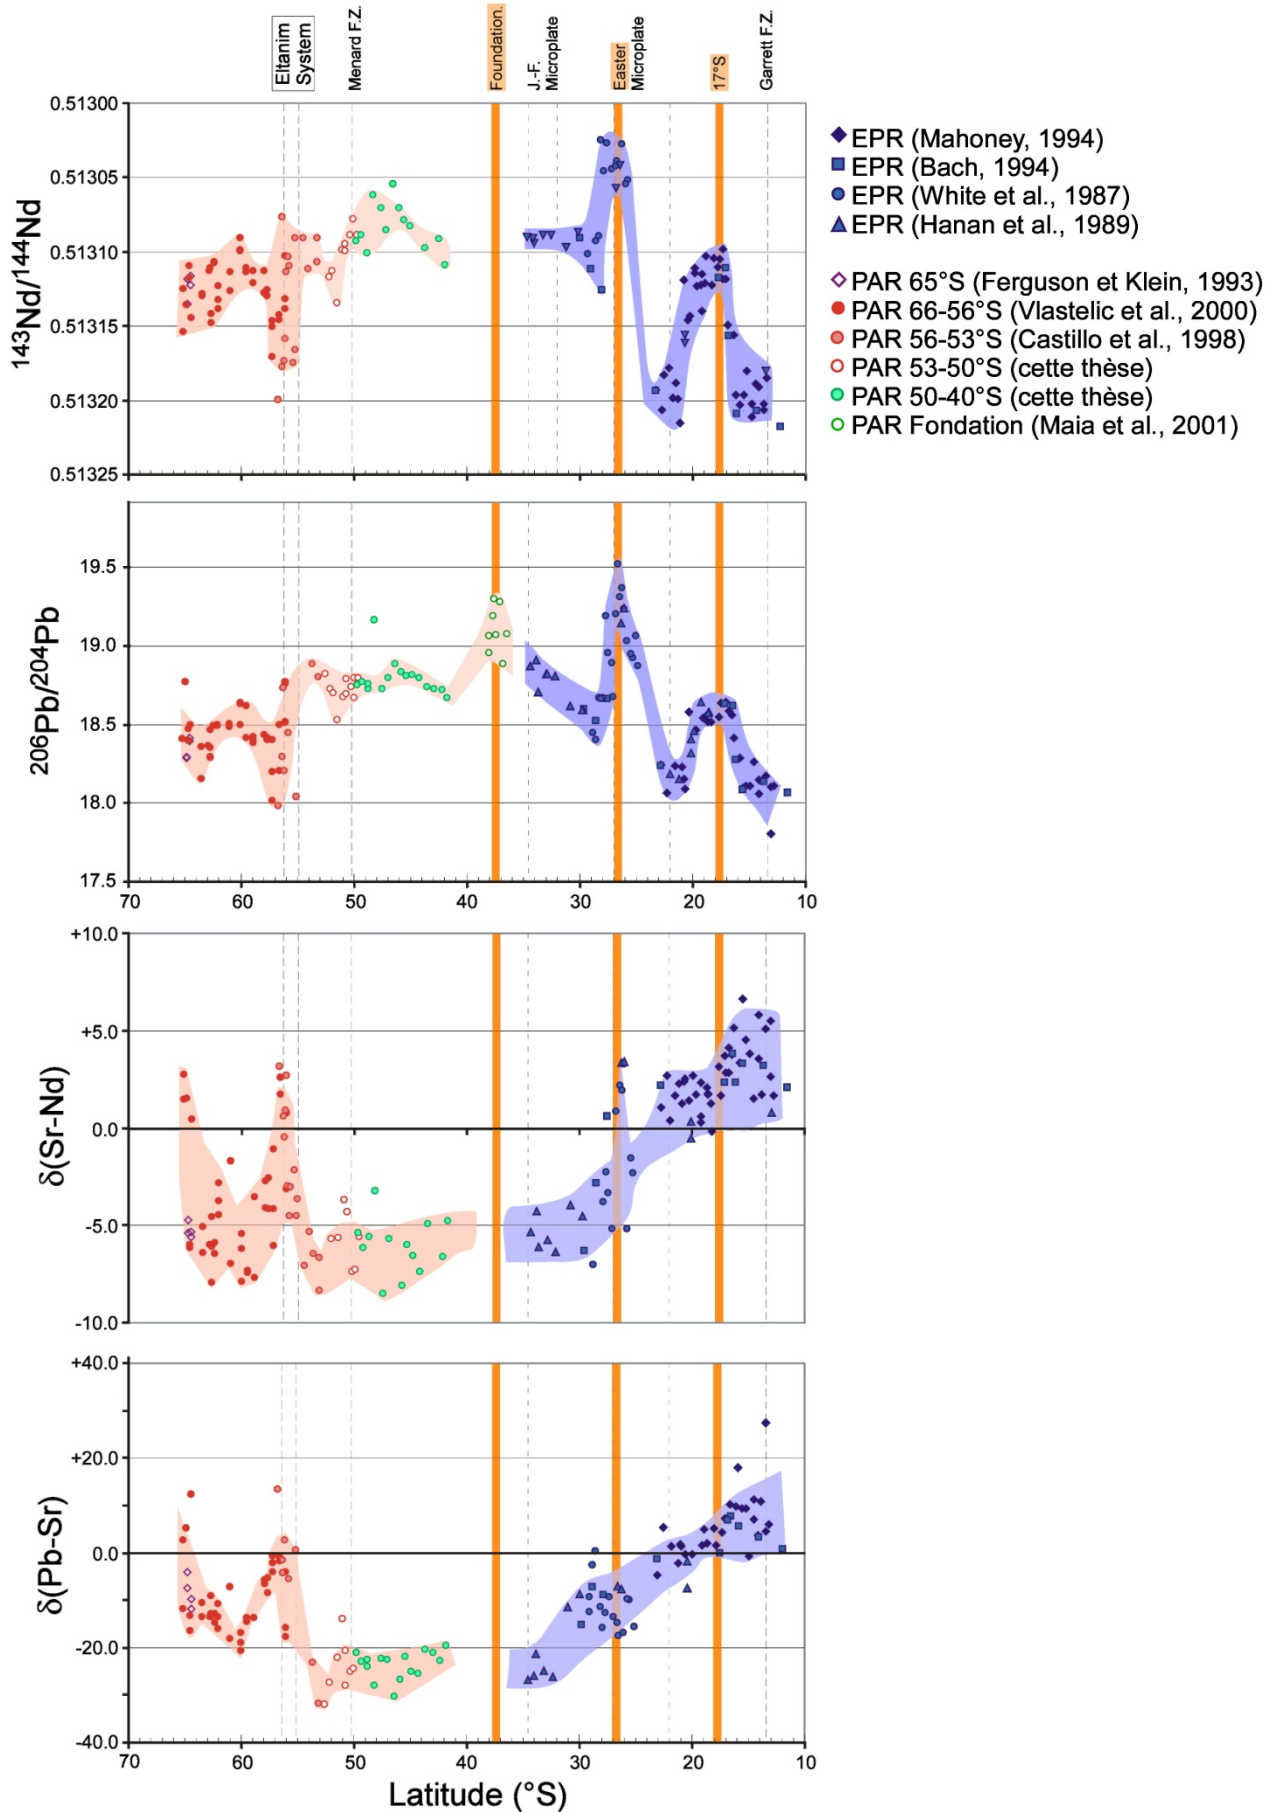 Eltanim
System
Menard F.Z.
Foundation.
J.-F.
Microplate
Easter
Microplate
17°S
Garrett F.Z.
143Nd/144Nd
0.51300
0.51305
0.51310
0.51315
0.51320
0.51325
EPR (Mahoney, 1994)
EPR (Bach, 1994)
EPR (White et al., 1987)
EPR (Hanan et al., 1989)
PAR 65°S (Ferguson et Klein, 1993)
PAR 66-56°S (Vlastelic et al., 2000)
PAR 56-53°S (Castillo et al., 1998)
PAR 53-50°S (cette thèse)
PAR 50-40°S (cette thèse)
PAR Fondation (Maia et al., 2001)
206Pb/204Pb
19.5
19.0
18.5
18.0
17.5
70 60 50 40 30 20 10
δ(Sr-Nd)
+10.0
+5.0
0.0
-5.0
-10.0
δ(Pb-Sr)
+40.0
+20.0
0.0
-20.0
-40.0
70 60 50 40 30 20 10
Latitude (°S)